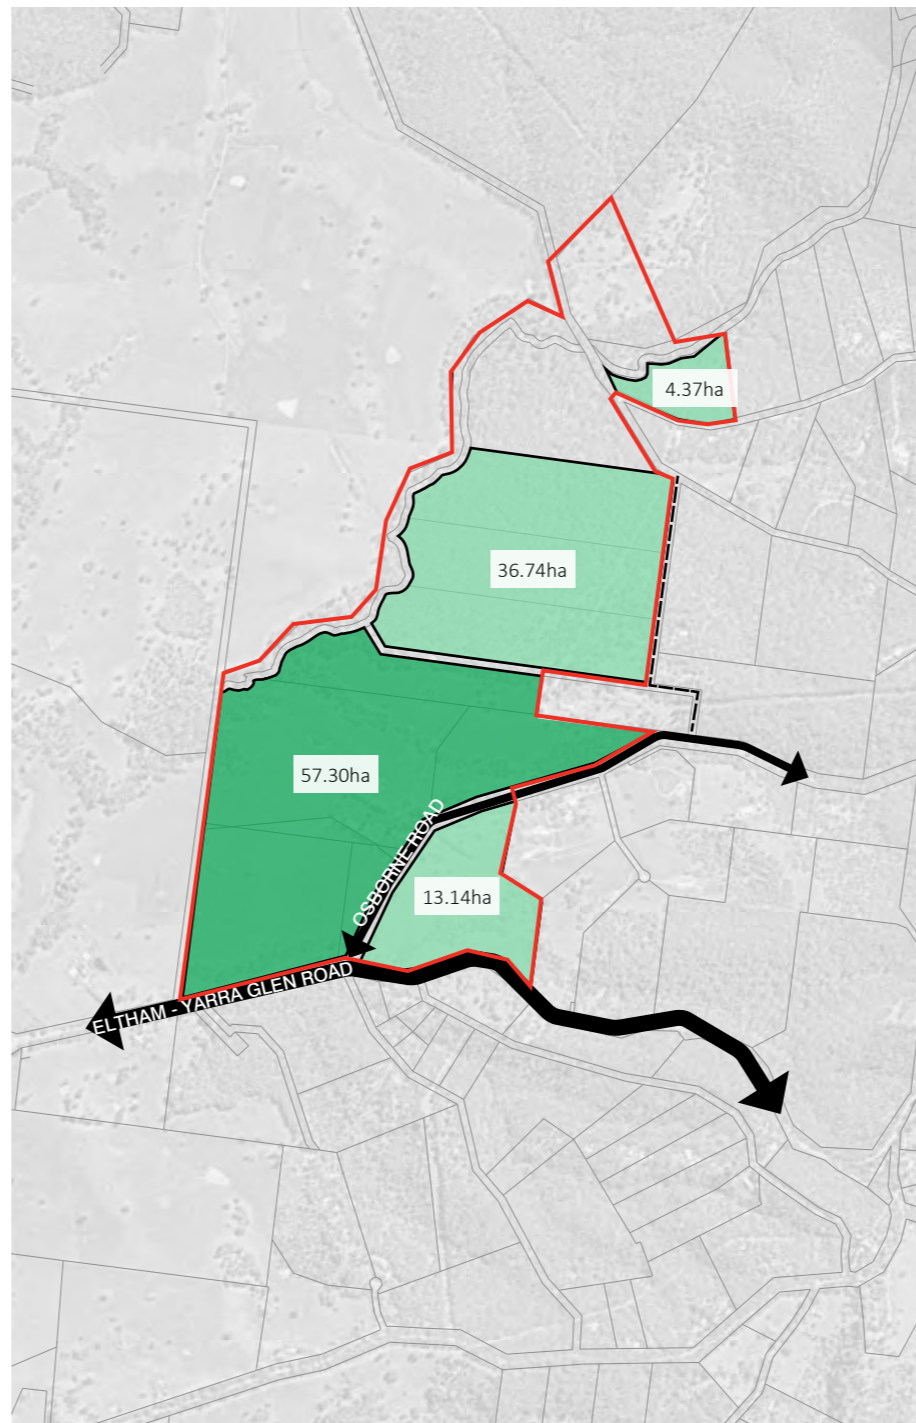 4.37ha
36.74ha
57.30ha
OSBORNE ROAD
13.14ha
ELTHAM - YARRA GLEN ROAD